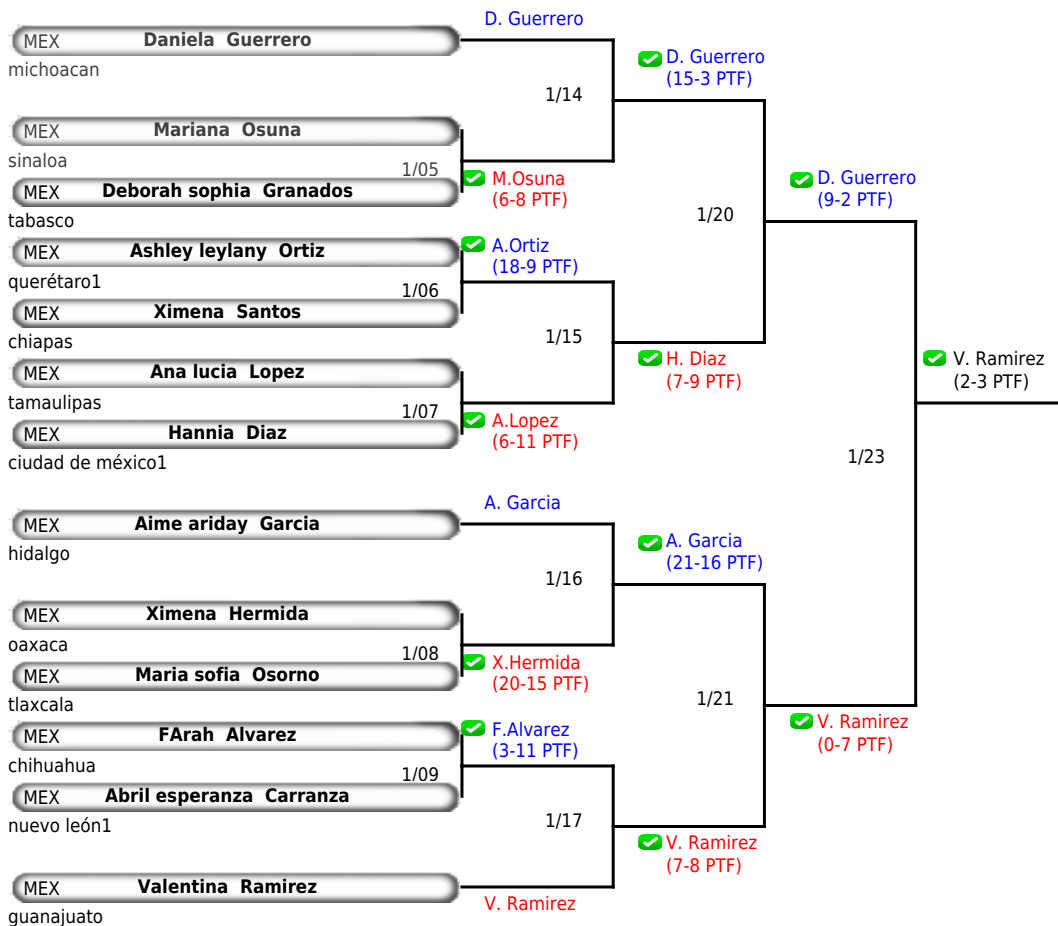 D. Guerrero
MEX Daniela Guerrero
michoacan
D. Guerrero
(15-3 PTF)
1/14
MEX Mariana Osuna
sinaloa
1/05
M.Osuna
(6-8 PTF)
MEX Deborah sophia Granados
tabasco
D. Guerrero
(9-2 PTF)
1/20
MEX Ashley leylany Ortiz
querétaro1
A.Ortiz
(18-9 PTF)
1/06
MEX Ximena Santos
chiapas
1/15
H. Diaz
(7-9 PTF)
V. Ramirez
(2-3 PTF)
MEX Ana lucia Lopez
tamaulipas
1/07
A.Lopez
(6-11 PTF)
MEX Hannia Diaz
ciudad de méxico1
1/23
A. Garcia
MEX Aime ariday Garcia
hidalgo
A. Garcia
(21-16 PTF)
1/16
MEX Ximena Hermida
oaxaca
1/08
X.Hermida
(20-15 PTF)
MEX Maria sofia Osorno
tlaxcala
1/21
V. Ramirez
(0-7 PTF)
MEX FArah Alvarez
chihuahua
F.Alvarez
(3-11 PTF)
1/09
MEX Abril esperanza Carranza
nuevo león1
1/17
V. Ramirez
(7-8 PTF)
MEX Valentina Ramirez
guanajuato
V. Ramirez